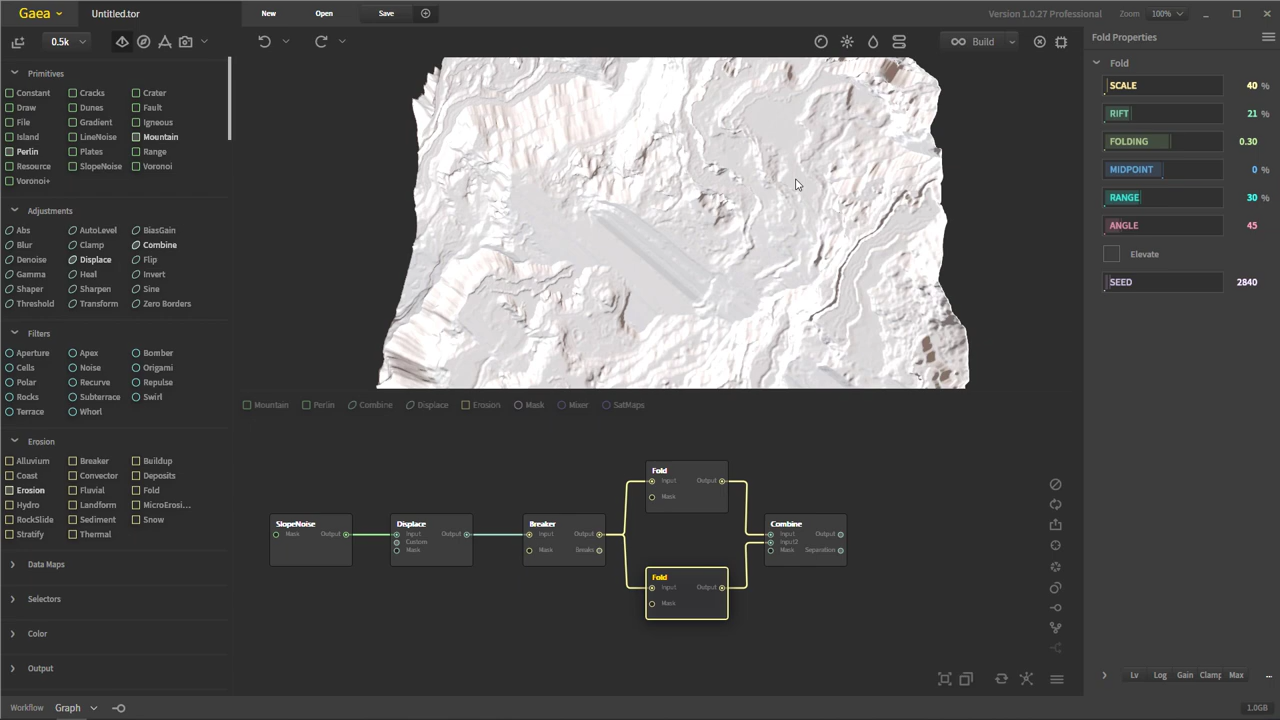 Gaea Untitled.tor New Open Save Version 1.0.27 Professional Zoom 100%
0.5k Build Fold Properties
Primitives
Constant Cracks Crater
Draw Dunes Fault
File Gradient Igneous
Island LineNoise Mountain
Perlin Plates Range
Resource SlopeNoise Voronoi
Voronoi+
Adjustments
Abs AutoLevel BiasGain
Blur Clamp Combine
Denoise Displace Flip
Gamma Heal Invert
Shaper Sharpen Sine
Threshold Transform Zero Borders
Filters
Aperture Apex Bomber
Cells Noise Origami
Polar Recurve Repulse
Rocks Subterrace Swirl
Terrace Whorl
Erosion
Alluvium Breaker Buildup
Coast Convector Deposits
Erosion Fluvial Fold
Hydro Landform MicroErosi...
RockSlide Sediment Snow
Stratify Thermal
Data Maps
Selectors
Color
Output
Workflow Graph
Mountain Perlin Combine Displace Erosion Mask Mixer SatMaps
SlopeNoise
Mask Output
Displace
Input Output
Custom
Mask
Breaker
Input Output
Mask Breaks
Fold
Input Output
Mask
Fold
Input Output
Mask
Combine
Input Output
Input2
Mask Separation
Fold
SCALE 40 %
RIFT 21 %
FOLDING 0.30
MIDPOINT 0 %
RANGE 30 %
ANGLE 45
Elevate
SEED 2840
Lv Log Gain Clamp Max ...
1.0GB